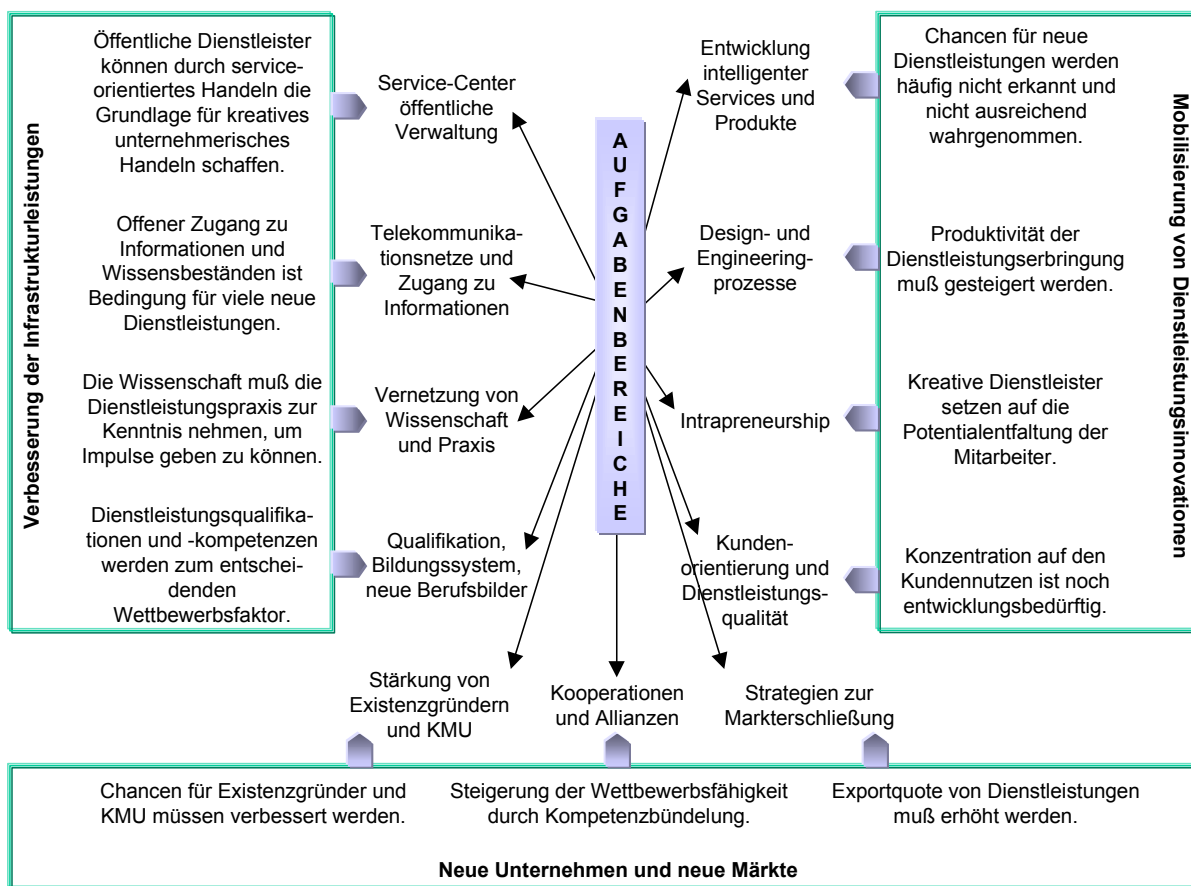 Verbesserung der Infrastrukturleistungen
Öffentliche Dienstleister
können durch service-
orientiertes Handeln die
Grundlage für kreatives
unternehmerisches
Handeln schaffen.
Offener Zugang zu
Informationen und
Wissensbeständen ist
Bedingung für viele neue
Dienstleistungen.
Die Wissenschaft muß die
Dienstleistungspraxis zur
Kenntnis nehmen, um
Impulse geben zu können.
Dienstleistungsqualifika-
tionen und -kompetenzen
werden zum entschei-
denden
Wettbewerbsfaktor.
Service-Center
öffentliche
Verwaltung
Telekommunika-
tionsnetze und
Zugang zu
Informationen
Vernetzung von
Wissenschaft
und Praxis
Qualifikation,
Bildungssystem,
neue Berufsbilder
AUFGABENBEREICHE
Entwicklung
intelligenter
Services und
Produkte
Design- und
Engineering-
prozesse
Intrapreneurship
Kunden-
orientierung und
Dienstleistungs-
qualität
Chancen für neue
Dienstleistungen werden
häufig nicht erkannt und
nicht ausreichend
wahrgenommen.
Produktivität der
Dienstleistungserbringung
muß gesteigert werden.
Kreative Dienstleister
setzen auf die
Potentialentfaltung der
Mitarbeiter.
Konzentration auf den
Kundennutzen ist noch
entwicklungsbedürftig.
Mobilisierung von Dienstleistungsinnovationen
Stärkung von
Existenzgründern
und KMU
Kooperationen
und Allianzen
Strategien zur
Markterschließung
Chancen für Existenzgründer und
KMU müssen verbessert werden.
Steigerung der Wettbewerbsfähigkeit
durch Kompetenzbündelung.
Exportquote von Dienstleistungen
muß erhöht werden.
Neue Unternehmen und neue Märkte